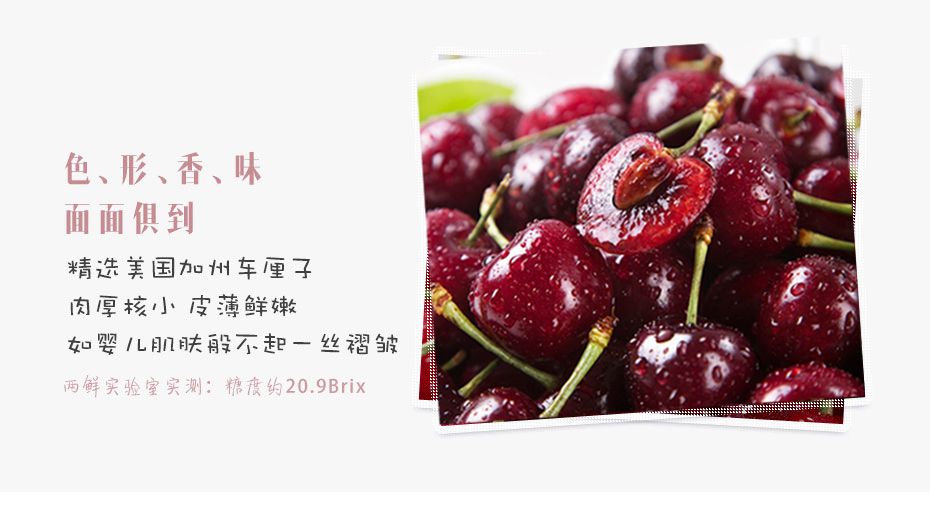 色、形、香、味
面面俱到
精选美国加州车厘子
肉厚核小 皮薄鲜嫩
如婴儿肌肤般不起一丝褶皱
两鲜实验室实测：糖度约20.9Brix